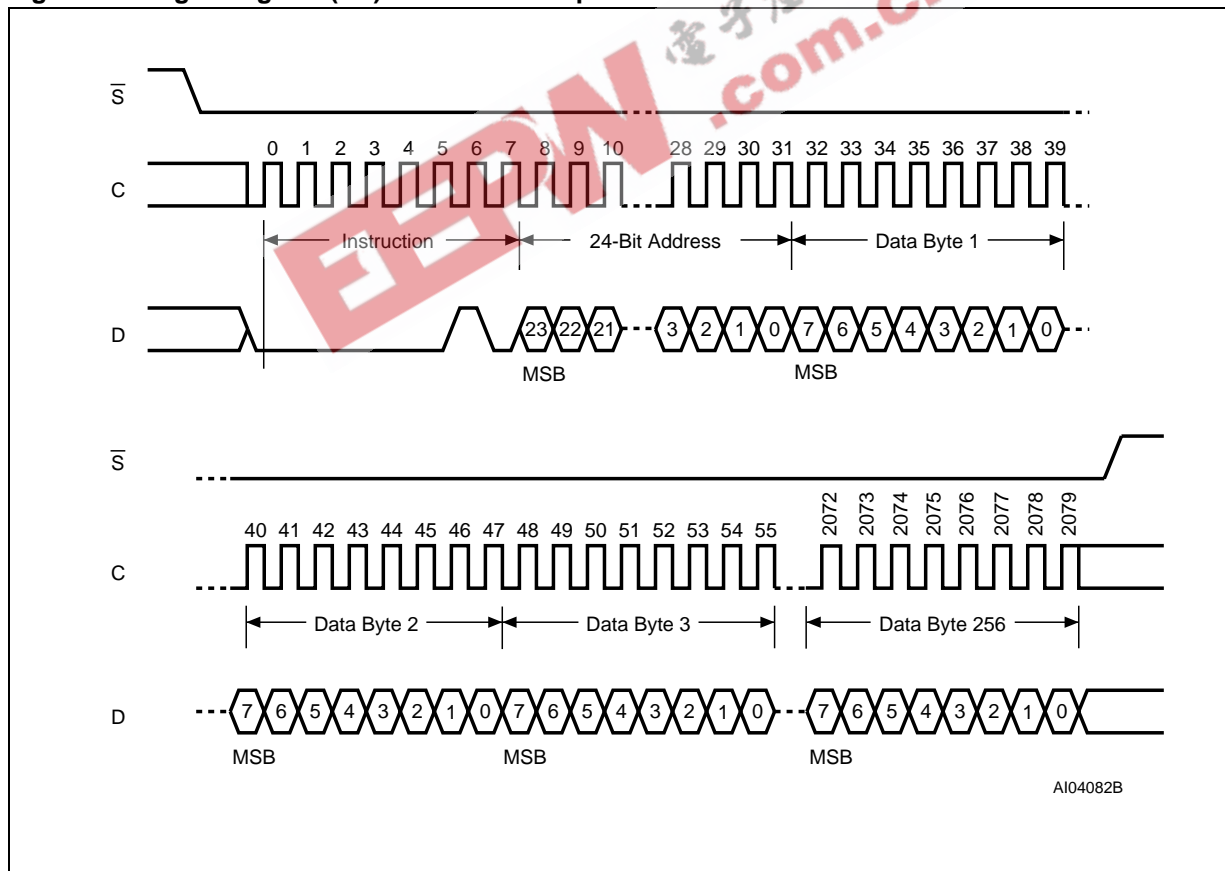 電子
.com.c
EEPW
S
0 1 2 3 4 5 6 7 8 9 10 28 29 30 31 32 33 34 35 36 37 38 39
C
Instruction 24-Bit Address Data Byte 1
D
23 22 21 3 2 1 0 7 6 5 4 3 2 1 0
MSB MSB
S
40 41 42 43 44 45 46 47 48 49 50 51 52 53 54 55 2072 2073 2074 2075 2076 2077 2078 2079
C
Data Byte 2 Data Byte 3 Data Byte 256
D
7 6 5 4 3 2 1 0 7 6 5 4 3 2 1 0 7 6 5 4 3 2 1 0
MSB MSB MSB
AI04082B